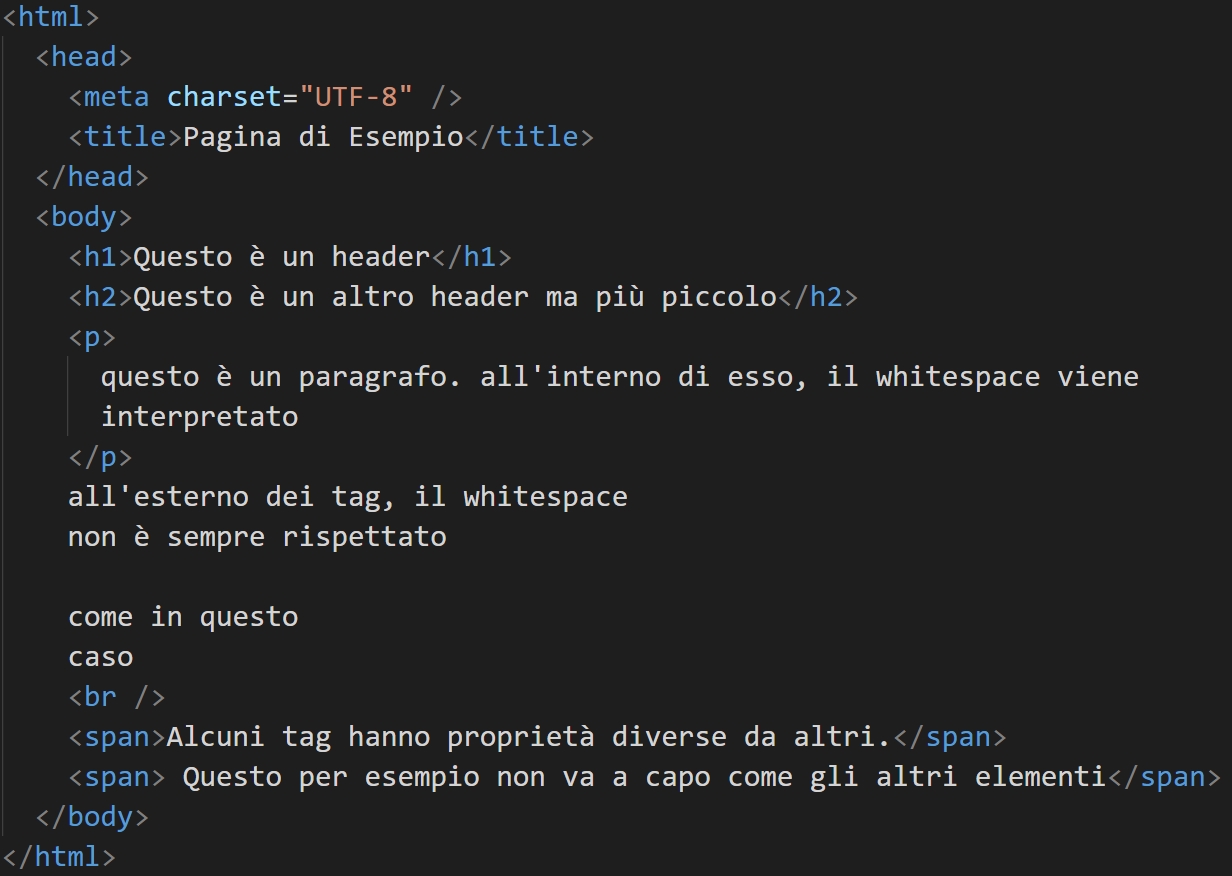 <html>
<head>
<meta charset="UTF-8" />
<title>Pagina di Esempio</title>
</head>
<body>
<h1>Questo è un header</h1>
<h2>Questo è un altro header ma più piccolo</h2>
<p>
questo è un paragrafo. all'interno di esso, il whitespace viene
interpretato
</p>
all'esterno dei tag, il whitespace
non è sempre rispettato
come in questo
caso
<br />
<span>Alcuni tag hanno proprietà diverse da altri.</span>
<span> Questo per esempio non va a capo come gli altri elementi</span>
</body>
</html>